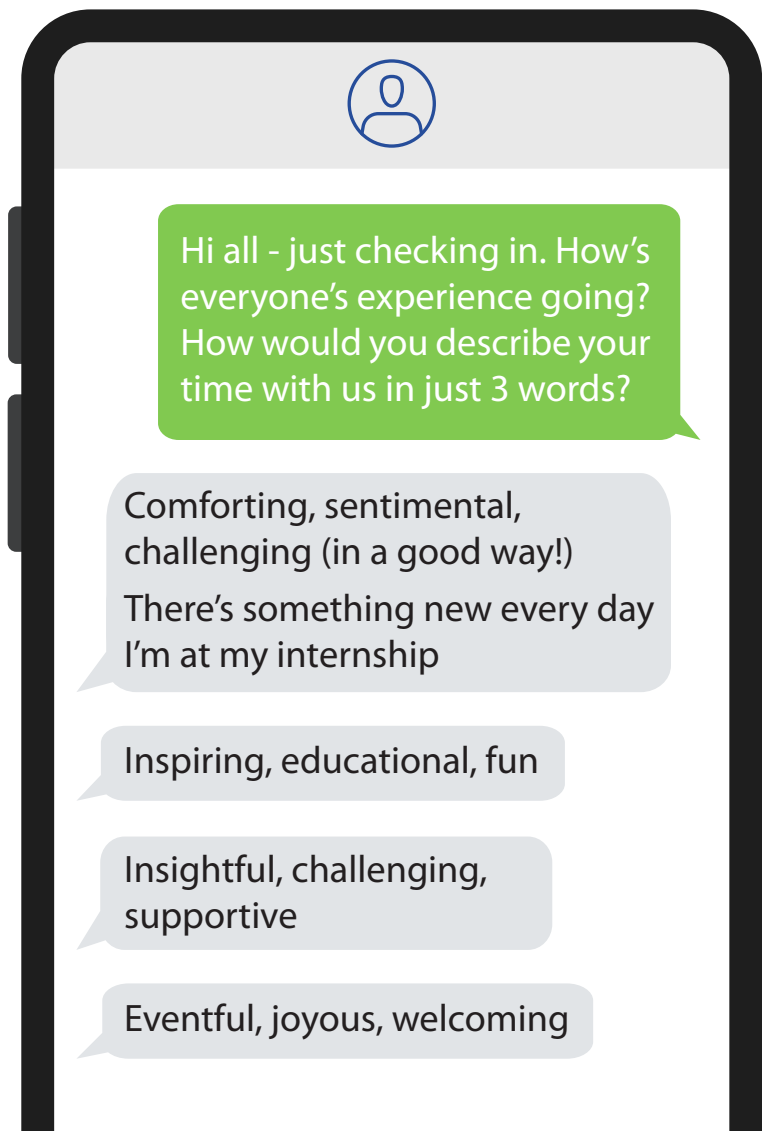 Hi all - just checking in. How’s
everyone’s experience going?
How would you describe your
time with us in just 3 words?
Comforting, sentimental,
challenging (in a good way!)
There’s something new every day
I’m at my internship
Inspiring, educational, fun
Insightful, challenging,
supportive
Eventful, joyous, welcoming